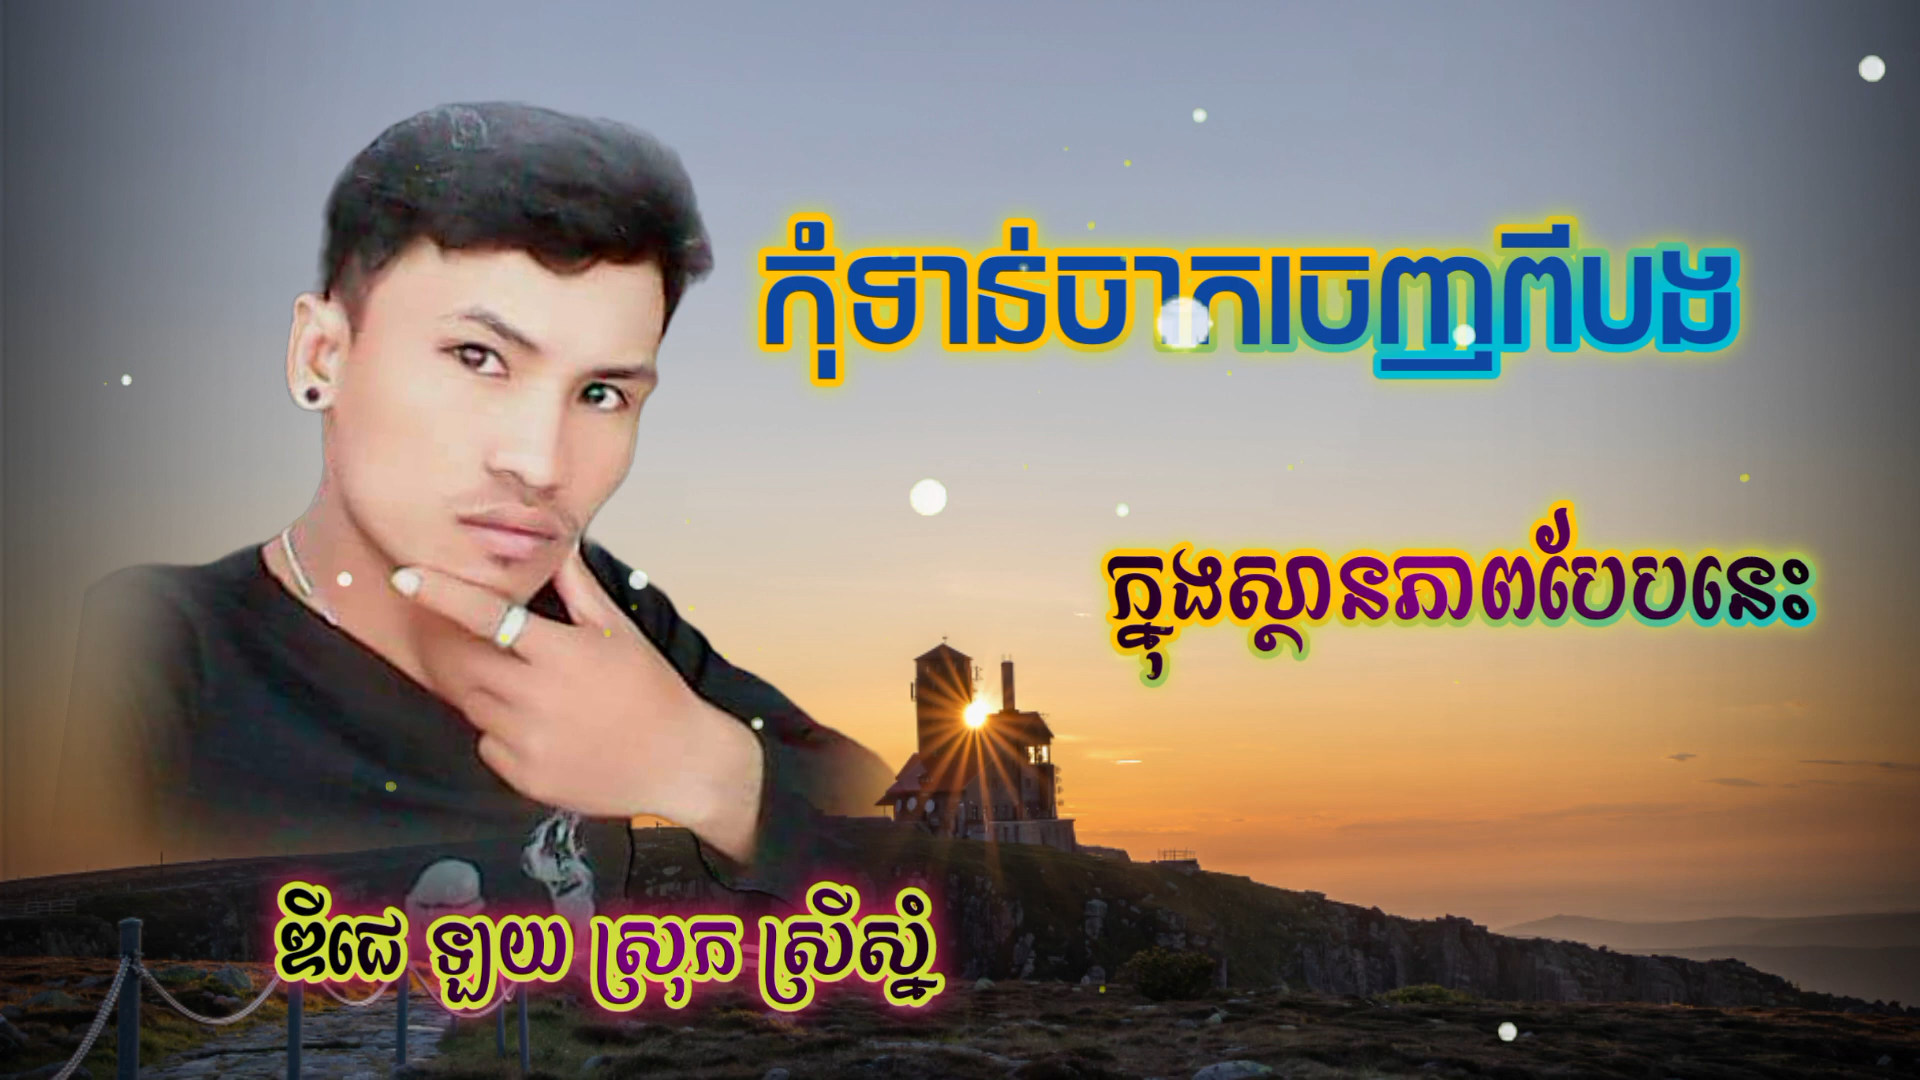 កុំទាន់ចាកចេញពីបង
ក្នុងស្ថានភាពបែបនេះ
ឌីជេ ឡួយ ស្រុក ស្រីស្នំ